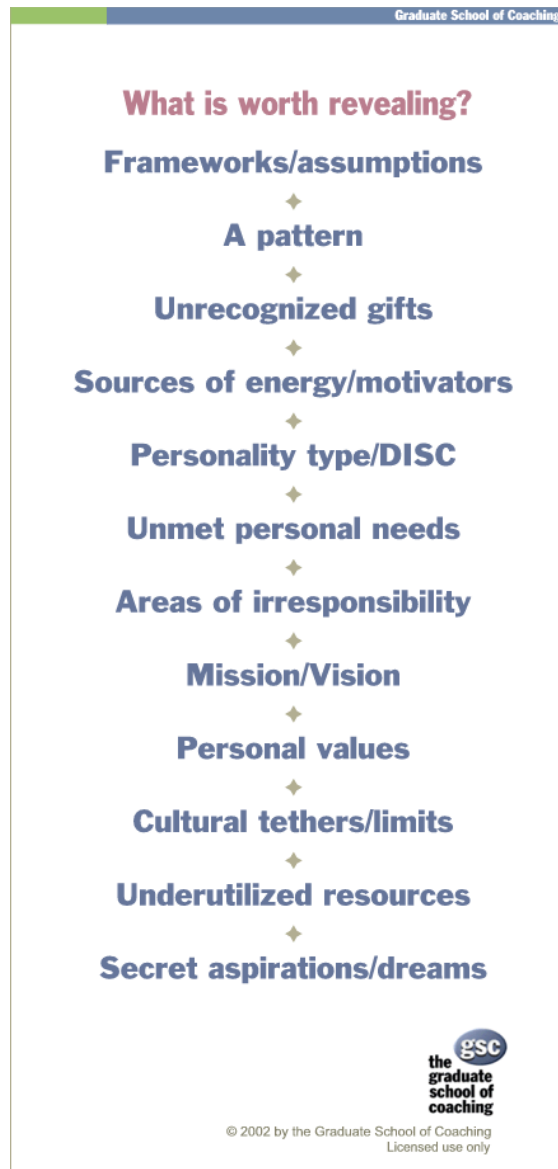 Graduate School of Coaching
What is worth revealing?
Frameworks/assumptions
A pattern
Unrecognized gifts
Sources of energy/motivators
Personality type/DISC
Unmet personal needs
Areas of irresponsibility
Mission/Vision
Personal values
Cultural tethers/limits
Underutilized resources
Secret aspirations/dreams
gsc
the
graduate
school of
coaching
© 2002 by the Graduate School of Coaching
Licensed use only